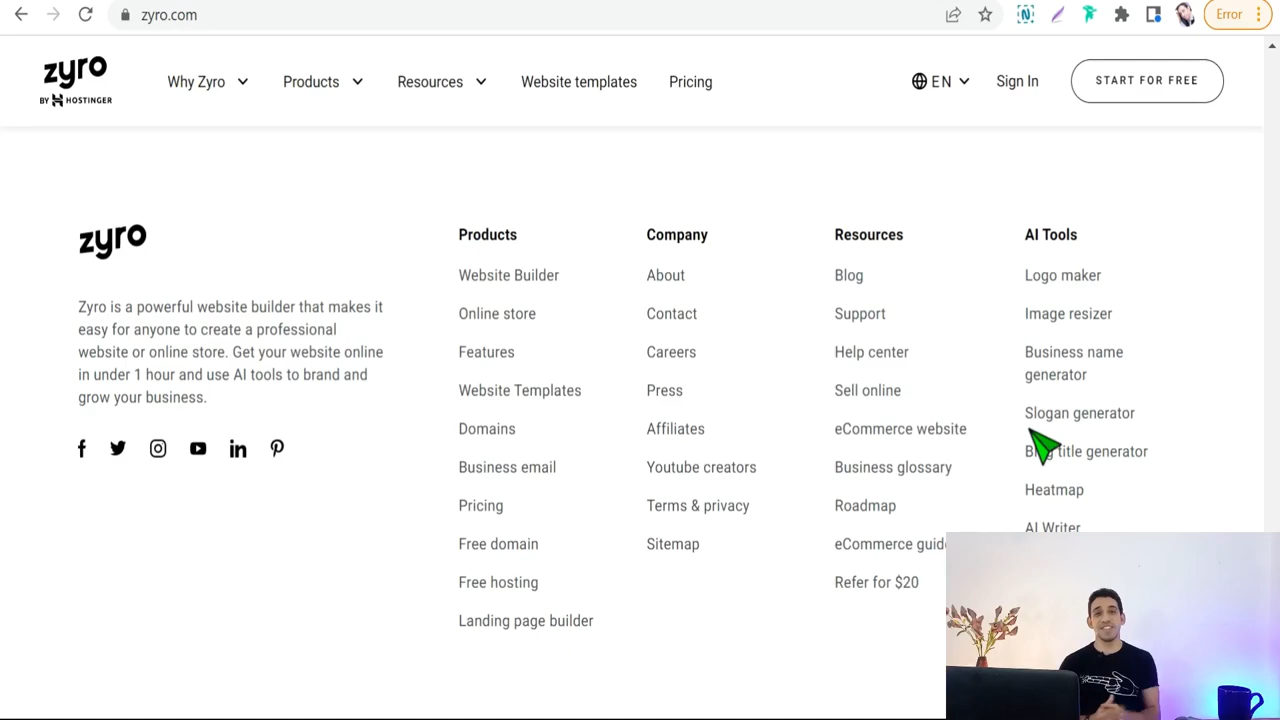 zyro.com
Error
zyro
BY HOSTINGER
Why Zyro
Products
Resources
Website templates
Pricing
EN
Sign In
START FOR FREE
zyro
Zyro is a powerful website builder that makes it
easy for anyone to create a professional
website or online store. Get your website online
in under 1 hour and use AI tools to brand and
grow your business.
Products
Website Builder
Online store
Features
Website Templates
Domains
Business email
Pricing
Free domain
Free hosting
Landing page builder
Company
About
Contact
Careers
Press
Affiliates
Youtube creators
Terms & privacy
Sitemap
Resources
Blog
Support
Help center
Sell online
eCommerce website
Business glossary
Roadmap
eCommerce
Refer for $20
AI Tools
Logo maker
Image resizer
Business name
generator
Slogan generator
title generator
Heatmap
AI Writer